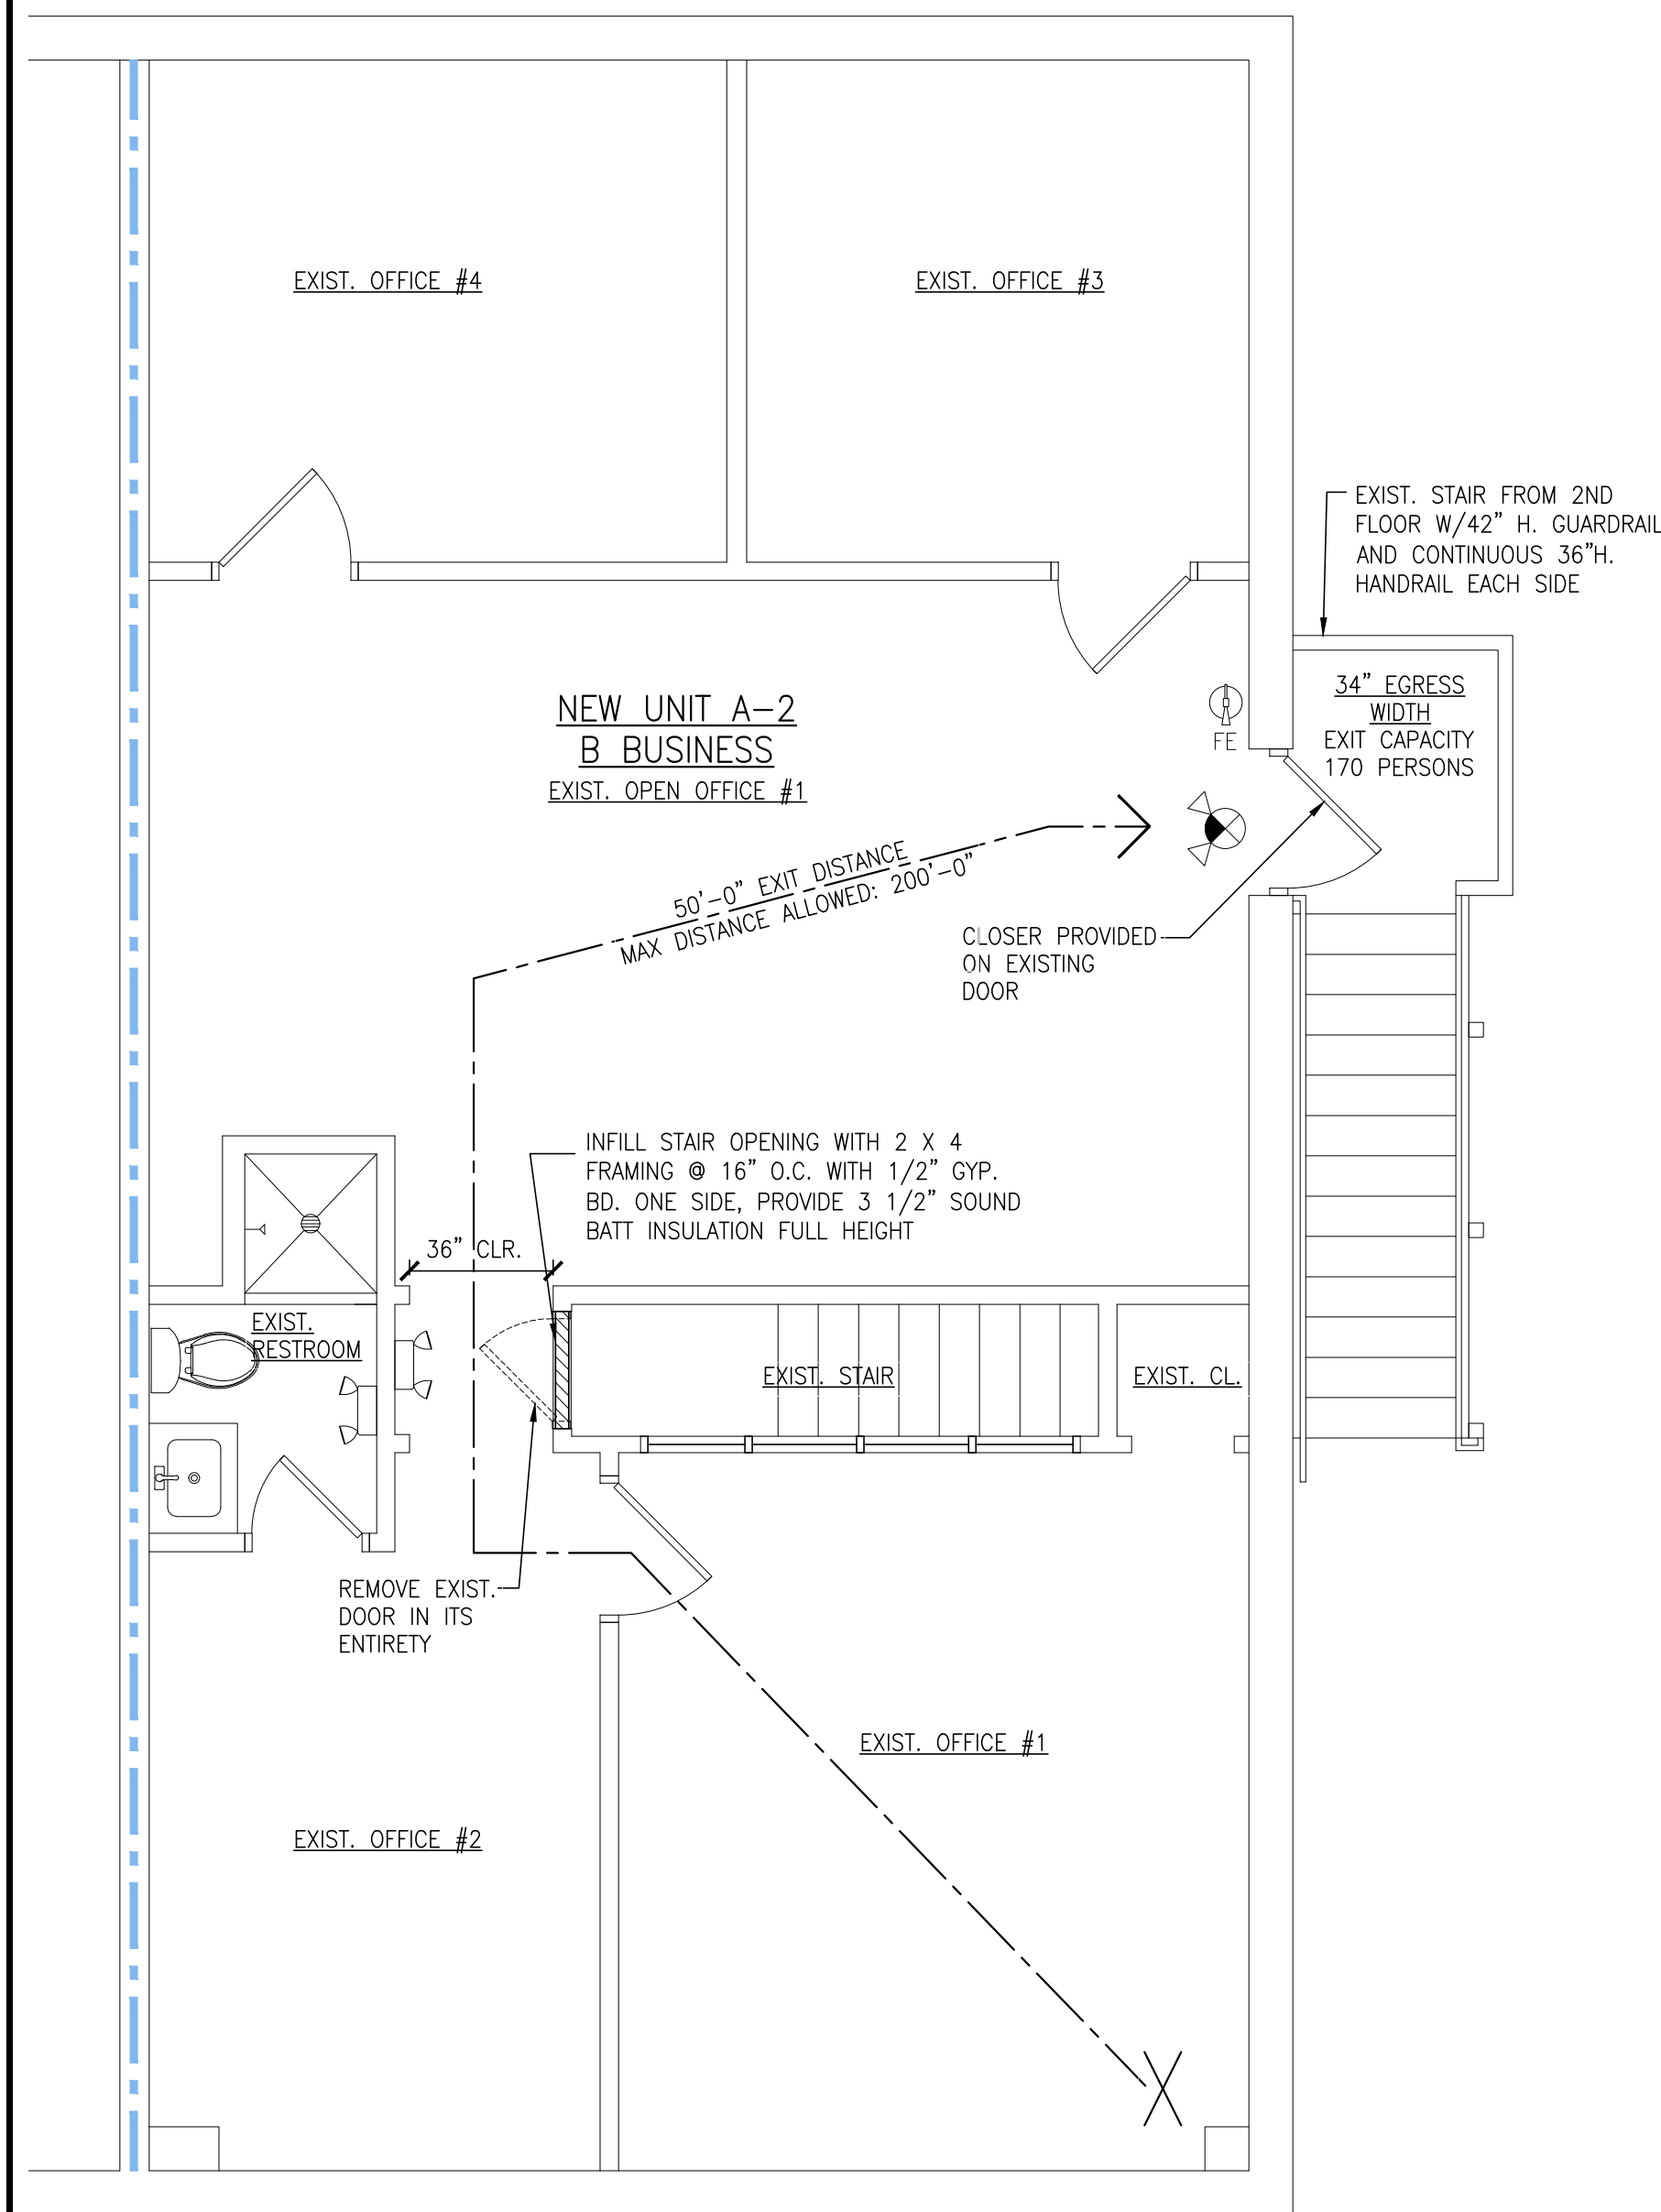 EXIST. OFFICE #4
EXIST. OFFICE #3
EXIST. STAIR FROM 2ND
FLOOR W/42" H. GUARDRAIL
AND CONTINUOUS 36"H.
HANDRAIL EACH SIDE
34" EGRESS
WIDTH
EXIT CAPACITY
170 PERSONS
FE
NEW UNIT A-2
B BUSINESS
EXIST. OPEN OFFICE #1
50'-0" EXIT DISTANCE
MAX DISTANCE ALLOWED: 200'-0"
CLOSER PROVIDED
ON EXISTING
DOOR
INFILL STAIR OPENING WITH 2 X 4
FRAMING @ 16" O.C. WITH 1/2" GYP.
BD. ONE SIDE, PROVIDE 3 1/2" SOUND
BATT INSULATION FULL HEIGHT
36" CLR.
EXIST.
RESTROOM
EXIST. STAIR
EXIST. CL.
REMOVE EXIST.
DOOR IN ITS
ENTIRETY
EXIST. OFFICE #1
EXIST. OFFICE #2